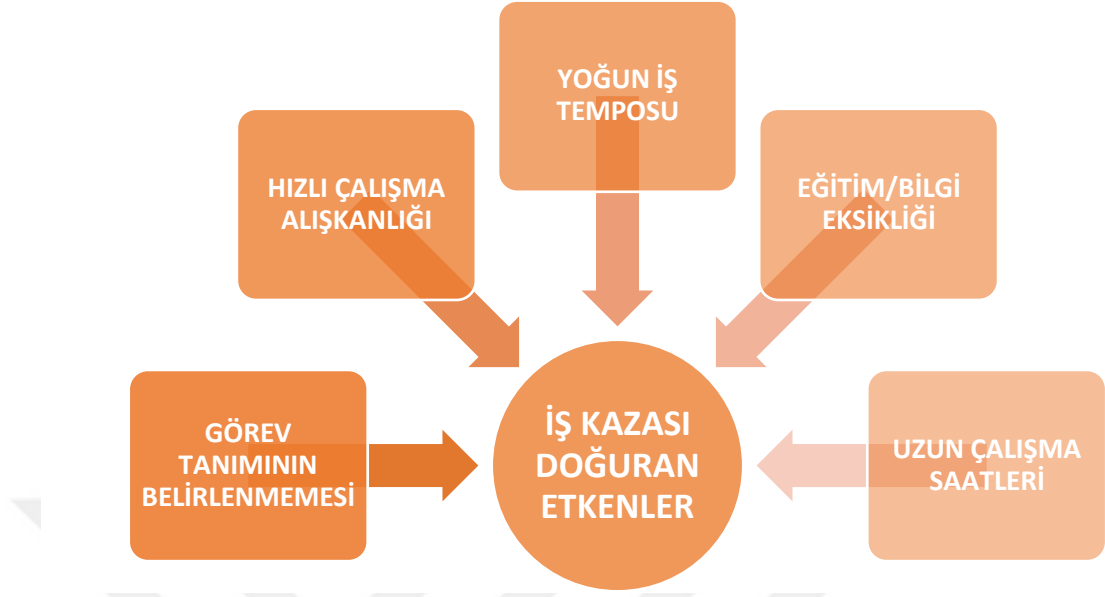 YOĞUN İŞ
TEMPOSU
HIZLI ÇALIŞMA
ALIŞKANLIĞI
EĞİTİM/BİLGİ
EKSİKLİĞİ
GÖREV
TANIMININ
BELİRLENMEMESİ
İŞ KAZASI
DOĞURAN
ETKENLER
UZUN ÇALIŞMA
SAATLERİ